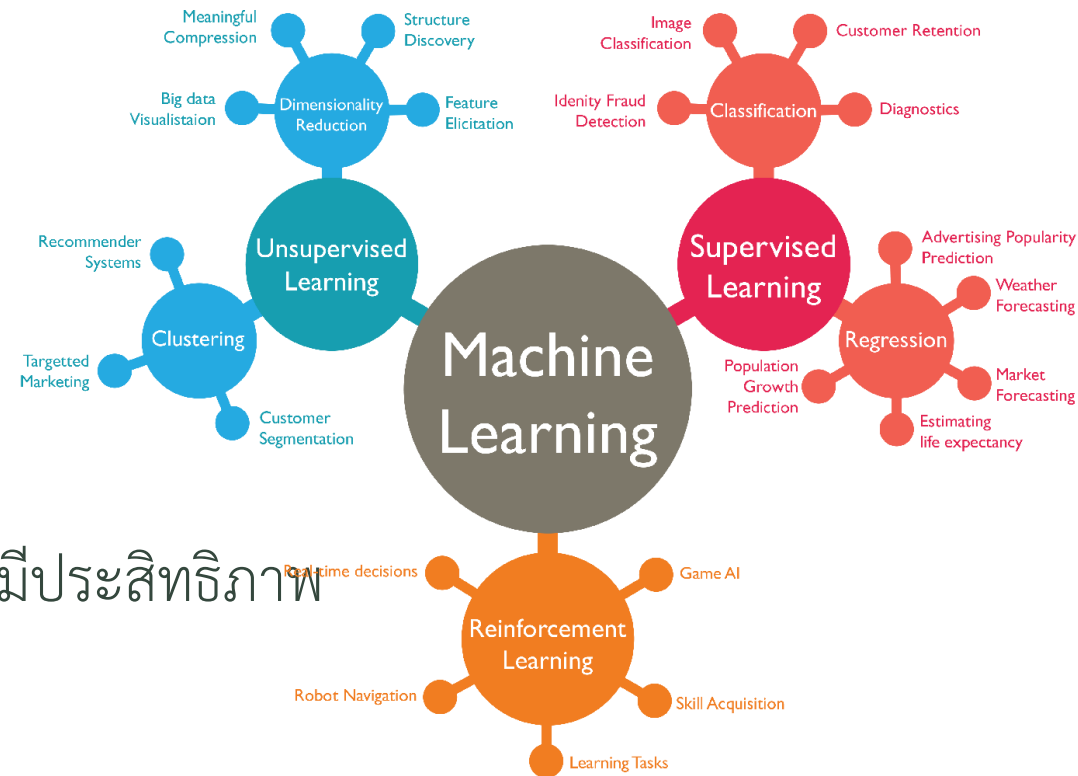 Meaningful
Compression
Structure
Discovery
Big data
Visualistaion
Dimensionality
Reduction
Feature
Elicitation
Image
Classification
Customer Retention
Idenity Fraud
Detection
Classification
Diagnostics
Recommender
Systems
Unsupervised
Learning
Clustering
Targetted
Marketing
Customer
Segmentation
Machine
Learning
Supervised
Learning
Advertising Popularity
Prediction
Weather
Forecasting
Regression
Population
Growth
Prediction
Market
Forecasting
Estimating
life expectancy
มีประสิทธิภาพ
Real-time decisions
Game AI
Reinforcement
Learning
Robot Navigation
Skill Acquisition
Learning Tasks